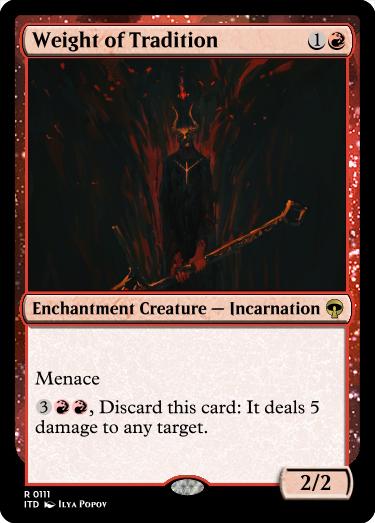 Weight of Tradition 1
Enchantment Creature — Incarnation
Menace
3, Discard this card: It deals 5
damage to any target.
2/2
R 0111
ITD Ilya Popov